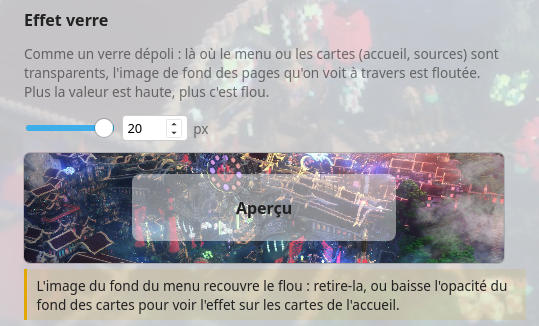 Effet verre
Comme un verre dépoli : là où le menu ou les cartes (accueil, sources) sont
transparents, l'image de fond des pages qu'on voit à travers est floutée.
Plus la valeur est haute, plus c'est flou.
20 px
Aperçu
L'image du fond du menu recouvre le flou : retire-la, ou baisse l'opacité du
fond des cartes pour voir l'effet sur les cartes de l'accueil.